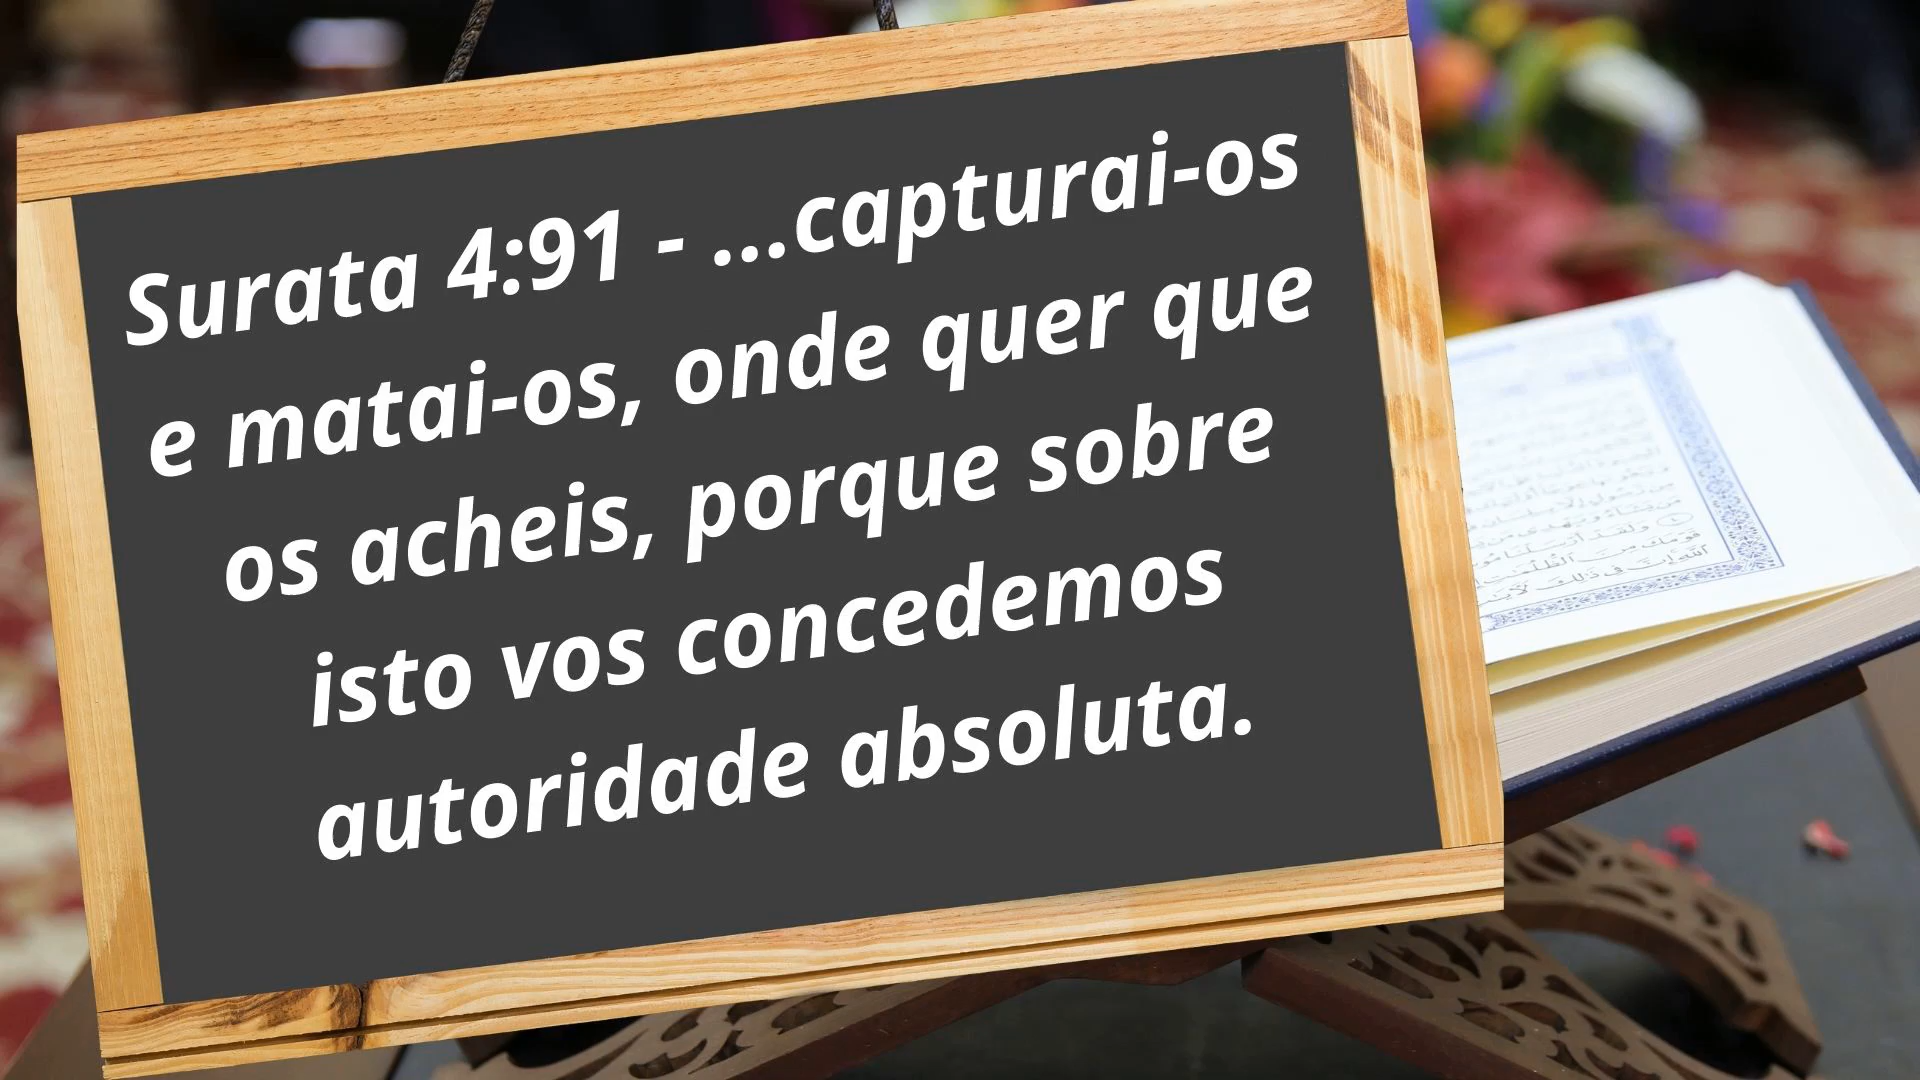 Surata 4:91 - ...capturai-os
e matai-os, onde quer que
os acheis, porque sobre
isto vos concedemos
autoridade absoluta.